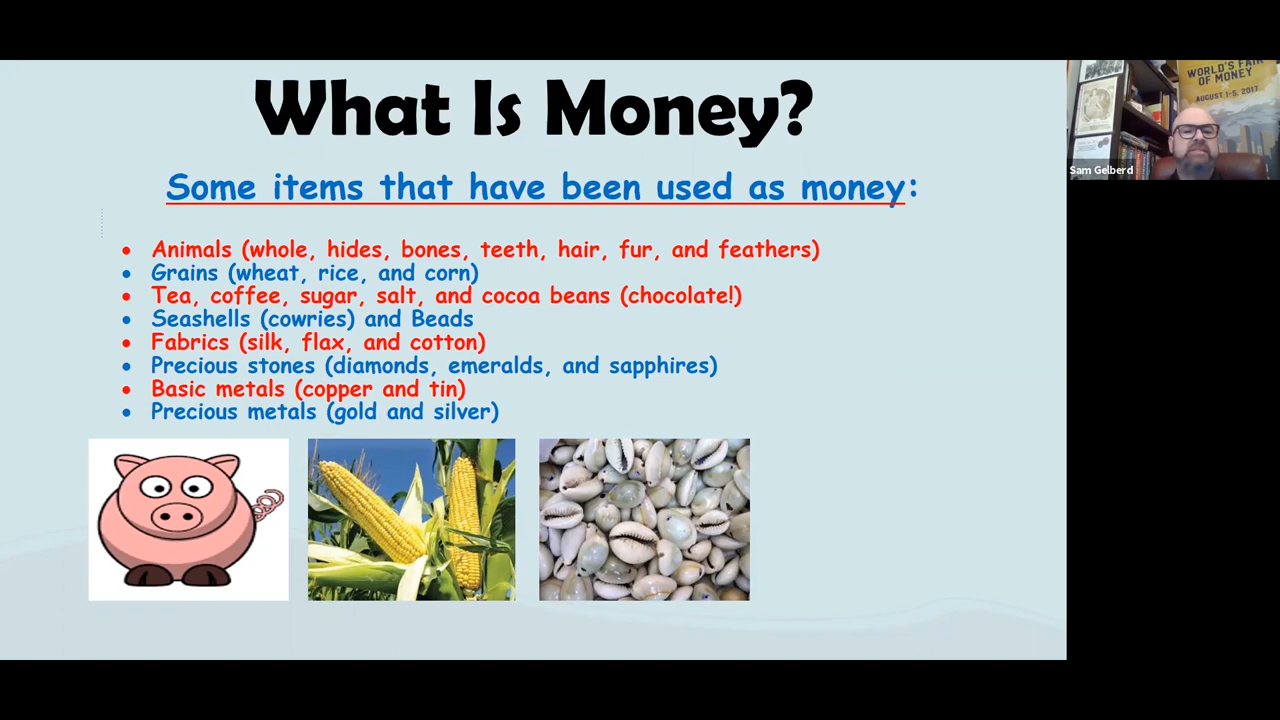 What Is Money?
Some items that have been used as money:
• Animals (whole, hides, bones, teeth, hair, fur, and feathers)
• Grains (wheat, rice, and corn)
• Tea, coffee, sugar, salt, and cocoa beans (chocolate!)
• Seashells (cowries) and Beads
• Fabrics (silk, flax, and cotton)
• Precious stones (diamonds, emeralds, and sapphires)
• Basic metals (copper and tin)
• Precious metals (gold and silver)
WORLD'S FAIR
OF MONEY
AUGUST 1-5, 2017
Sam Gelberd